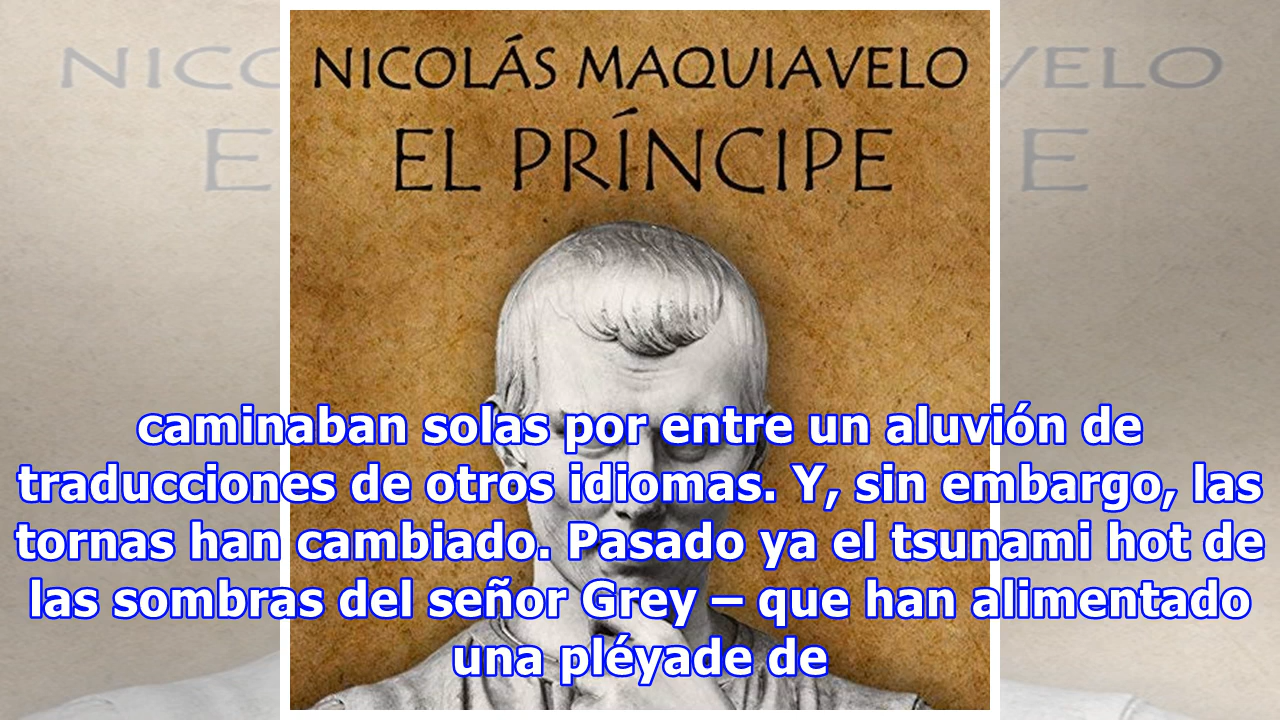 NICOLÁS MAQUIAVELO
EL PRÍNCIPE
caminaban solas por entre un aluvión de
traducciones de otros idiomas. Y, sin embargo, las
tornas han cambiado. Pasado ya el tsunami hot de
las sombras del señor Grey – que han alimentado
una pléyade de